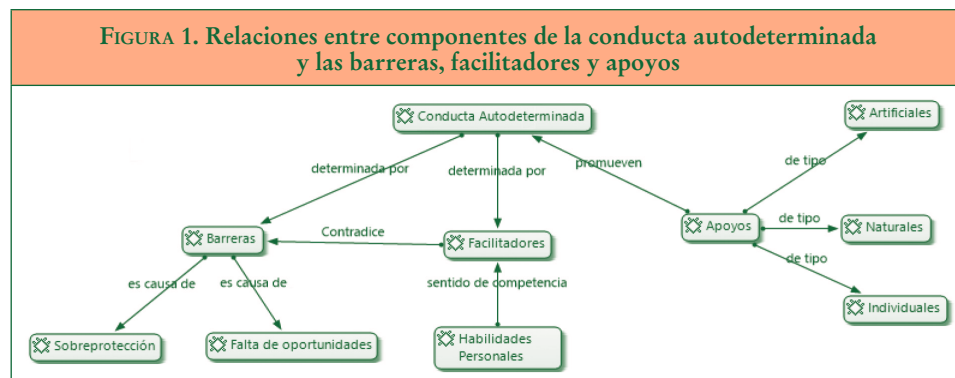 FIGURA 1. Relaciones entre componentes de la conducta autodeterminada
y las barreras, facilitadores y apoyos
Conducta Autodeterminada
Artificiales
determinada por
determinada por
promueven
de tipo
Barreras
Contradice
Facilitadores
Apoyos
de tipo
Naturales
es causa de
es causa de
sentido de competencia
de tipo
Individuales
Sobreprotección
Falta de oportunidades
Habilidades
Personales